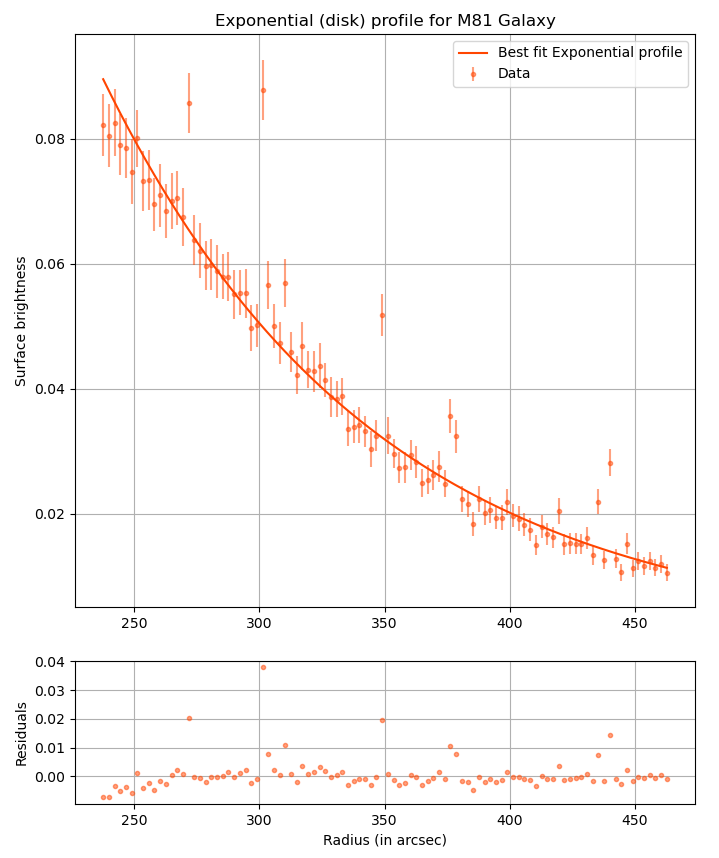 Exponential (disk) profile for M81 Galaxy
Best fit Exponential profile
Data
Surface brightness
0.08
0.06
0.04
0.02
250 300 350 400 450
Residuals
0.04
0.03
0.02
0.01
0.00
250 300 350 400 450
Radius (in arcsec)